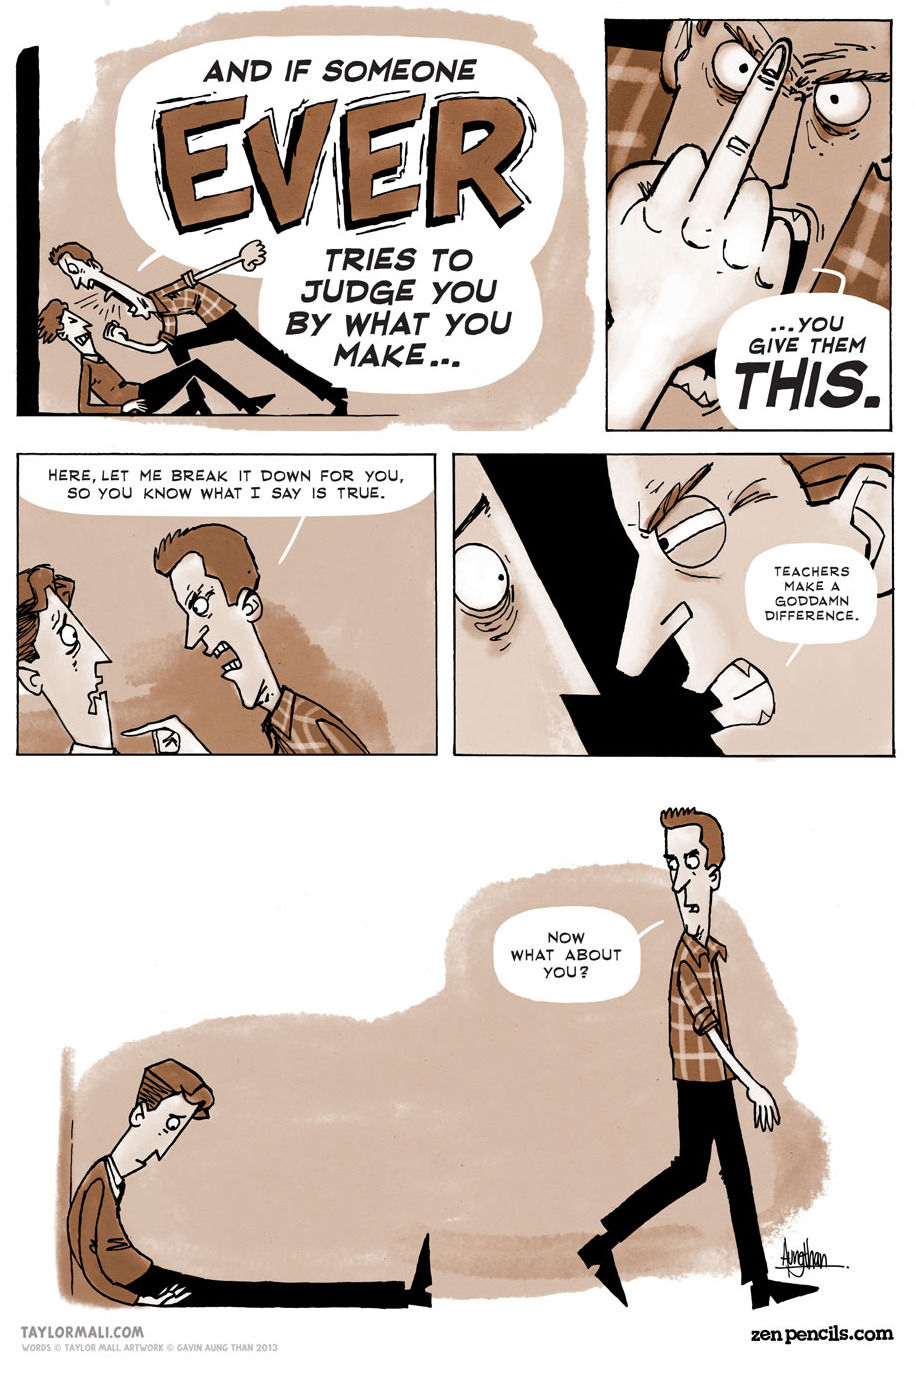 AND IF SOMEONE
EVER
TRIES TO
JUDGE YOU
BY WHAT YOU
MAKE...
...YOU
GIVE THEM
THIS.
HERE, LET ME BREAK IT DOWN FOR YOU,
SO YOU KNOW WHAT I SAY IS TRUE.
TEACHERS
MAKE A
GODDAMN
DIFFERENCE.
NOW
WHAT ABOUT
YOU?
Aungthan
TAYLORMALI.COM
WORDS © TAYLOR MALI. ARTWORK © GAVIN AUNG THAN 2013
zenpencils.com